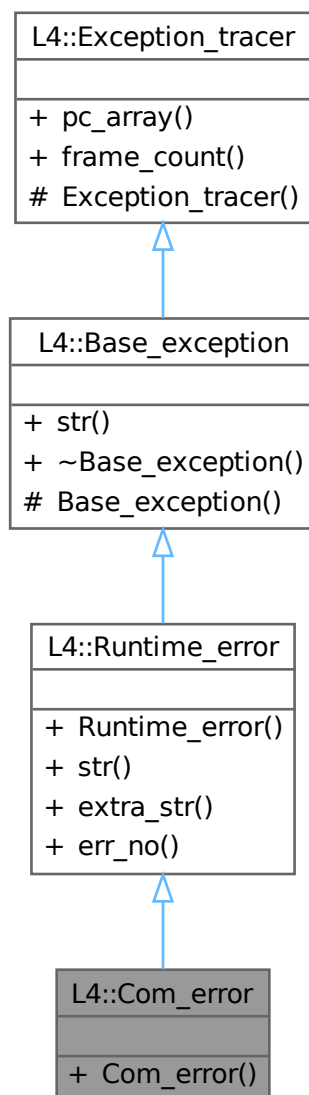 L4::Exception_tracer
+ pc_array()
+ frame_count()
# Exception_tracer()
L4::Base_exception
+ str()
+ ~Base_exception()
# Base_exception()
L4::Runtime_error
+ Runtime_error()
+ str()
+ extra_str()
+ err_no()
L4::Com_error
+ Com_error()